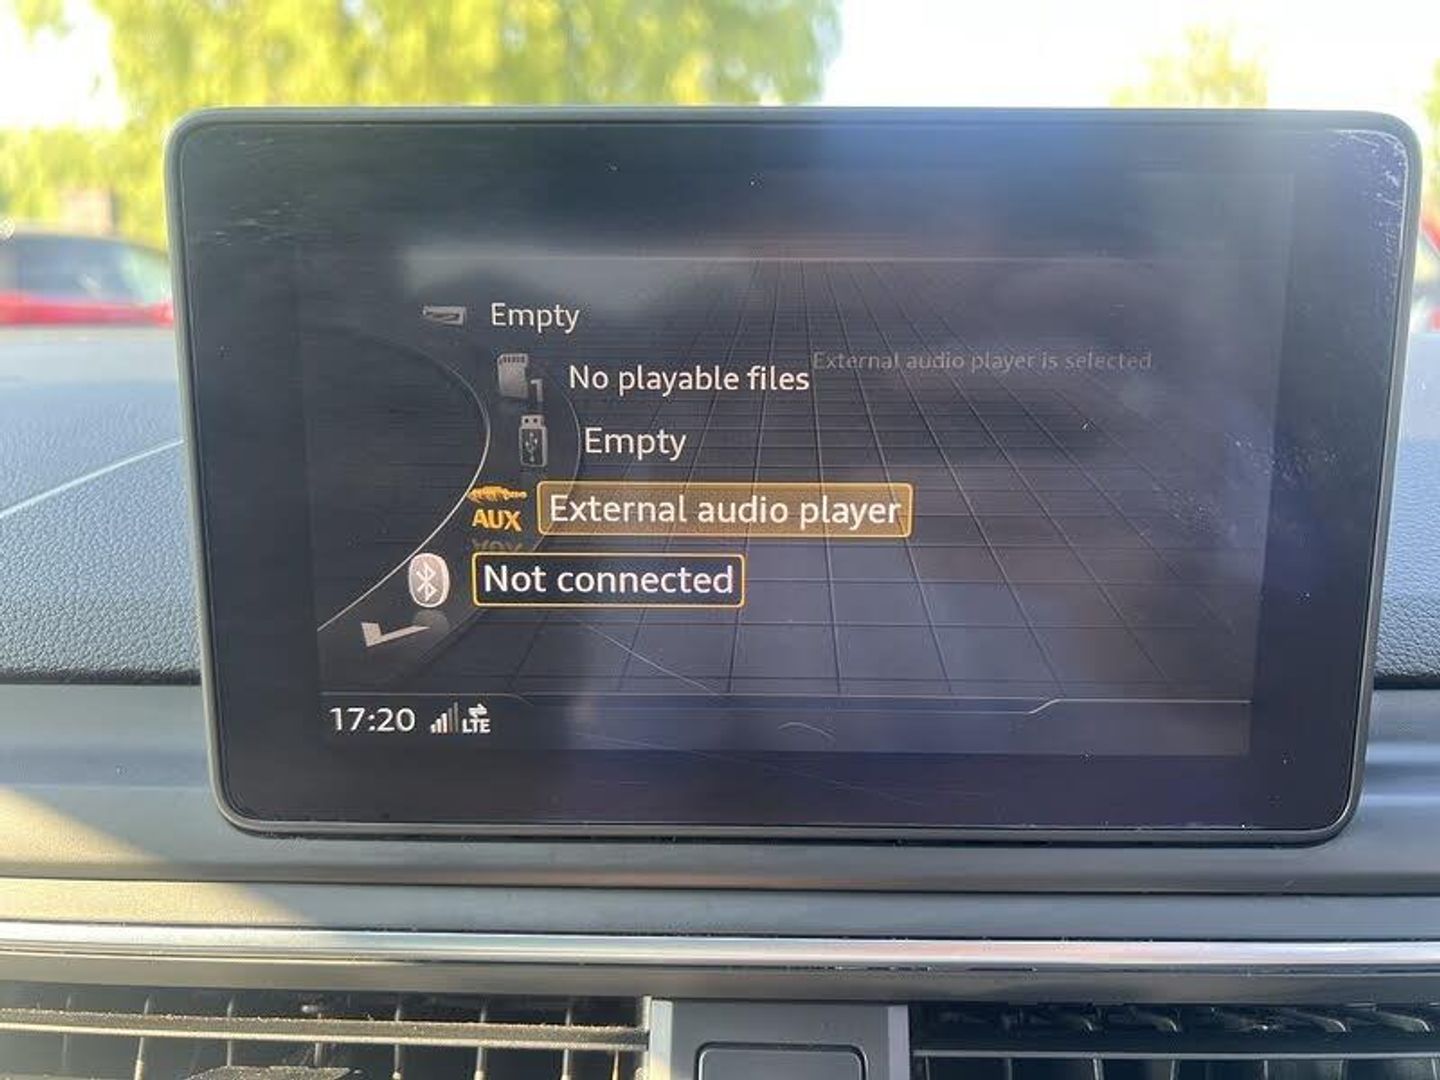 Empty
External audio player is selected
1
No playable files
Empty
AUX
External audio player
Not connected
17:20
LTE